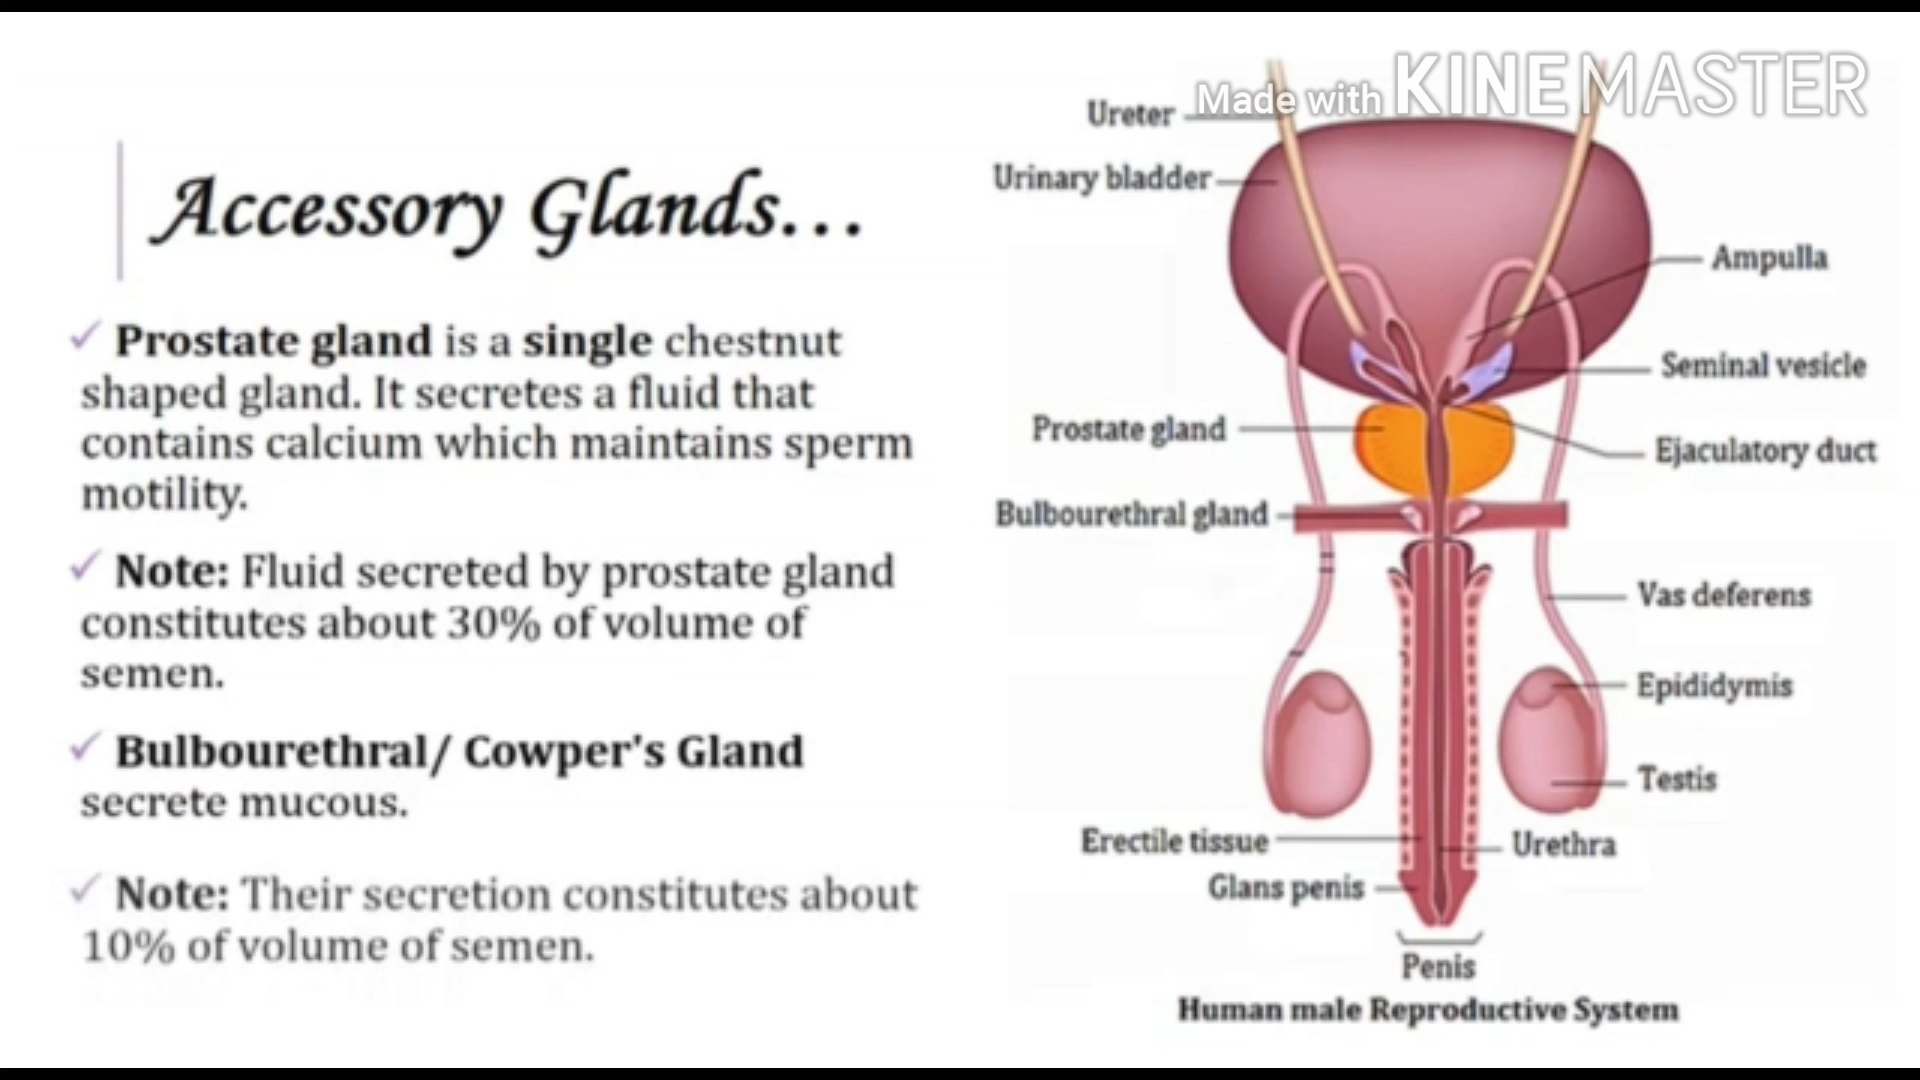 Made with KINEMASTER
Accessory Glands...
✓ Prostate gland is a single chestnut
shaped gland. It secretes a fluid that
contains calcium which maintains sperm
motility.
✓ Note: Fluid secreted by prostate gland
constitutes about 30% of volume of
semen.
✓ Bulbourethral/ Cowper's Gland
secrete mucous.
✓ Note: Their secretion constitutes about
10% of volume of semen.
Ureter
Urinary bladder
Ampulla
Seminal vesicle
Prostate gland
Ejaculatory duct
Bulbourethral gland
Vas deferens
Epididymis
Testis
Erectile tissue
Urethra
Glans penis
Penis
Human male Reproductive System